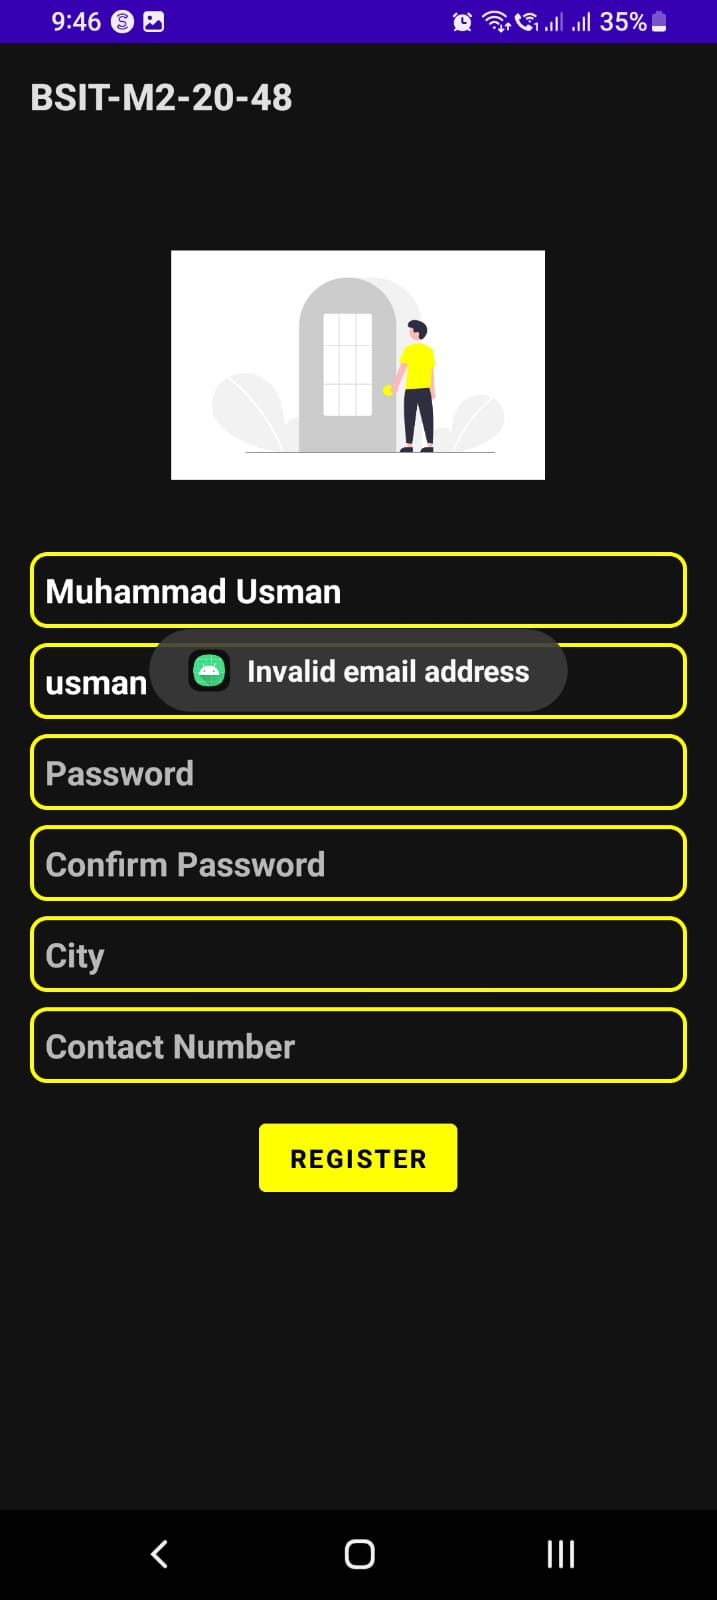 9:46 35%
BSIT-M2-20-48
Muhammad Usman
usman
Invalid email address
Password
Confirm Password
City
Contact Number
REGISTER